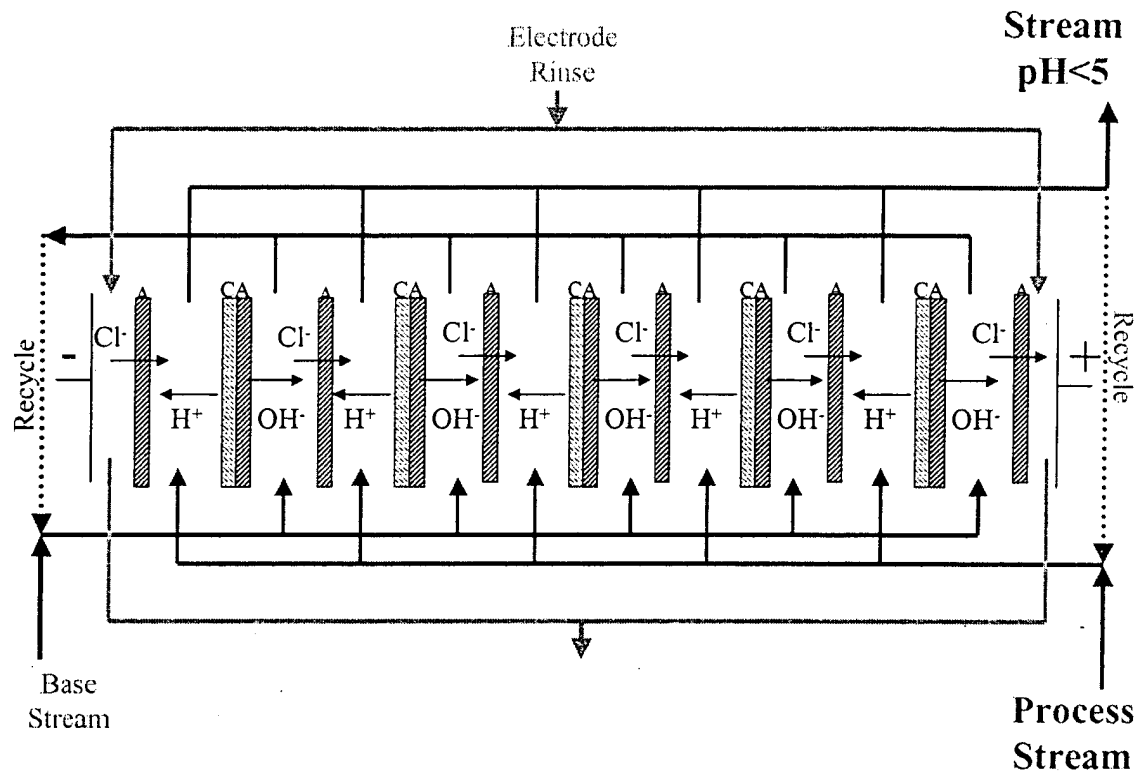 Electrode
Rinse
Stream
pH<5
A CA A CA A CA A CA A CA A
Cl⁻ Cl⁻ Cl⁻ Cl⁻ Cl⁻ Cl⁻
- +
H⁺ OH⁻ H⁺ OH⁻ H⁺ OH⁻ H⁺ OH⁻ H⁺ OH⁻
Recycle
Recycle
Base
Stream
Process
Stream